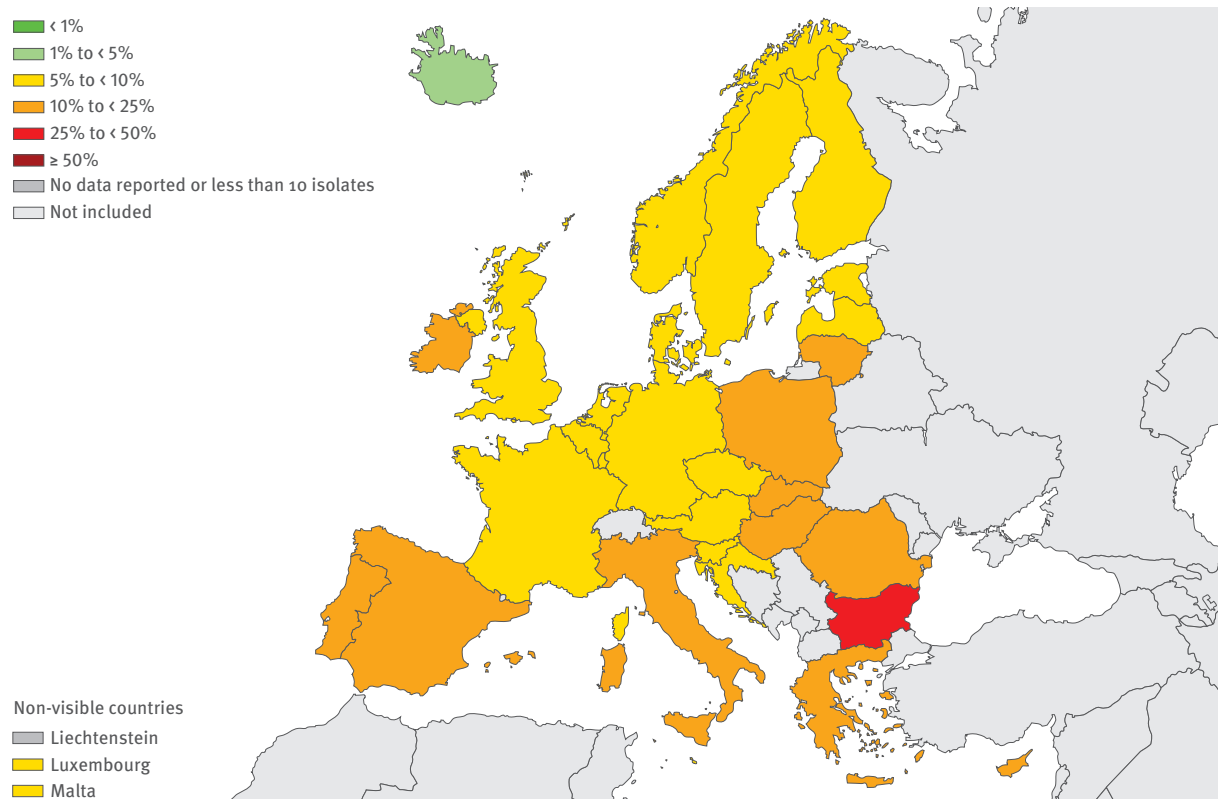 < 1%
1% to < 5%
5% to < 10%
10% to < 25%
25% to < 50%
≥ 50%
No data reported or less than 10 isolates
Not included
Non-visible countries
Liechtenstein
Luxembourg
Malta